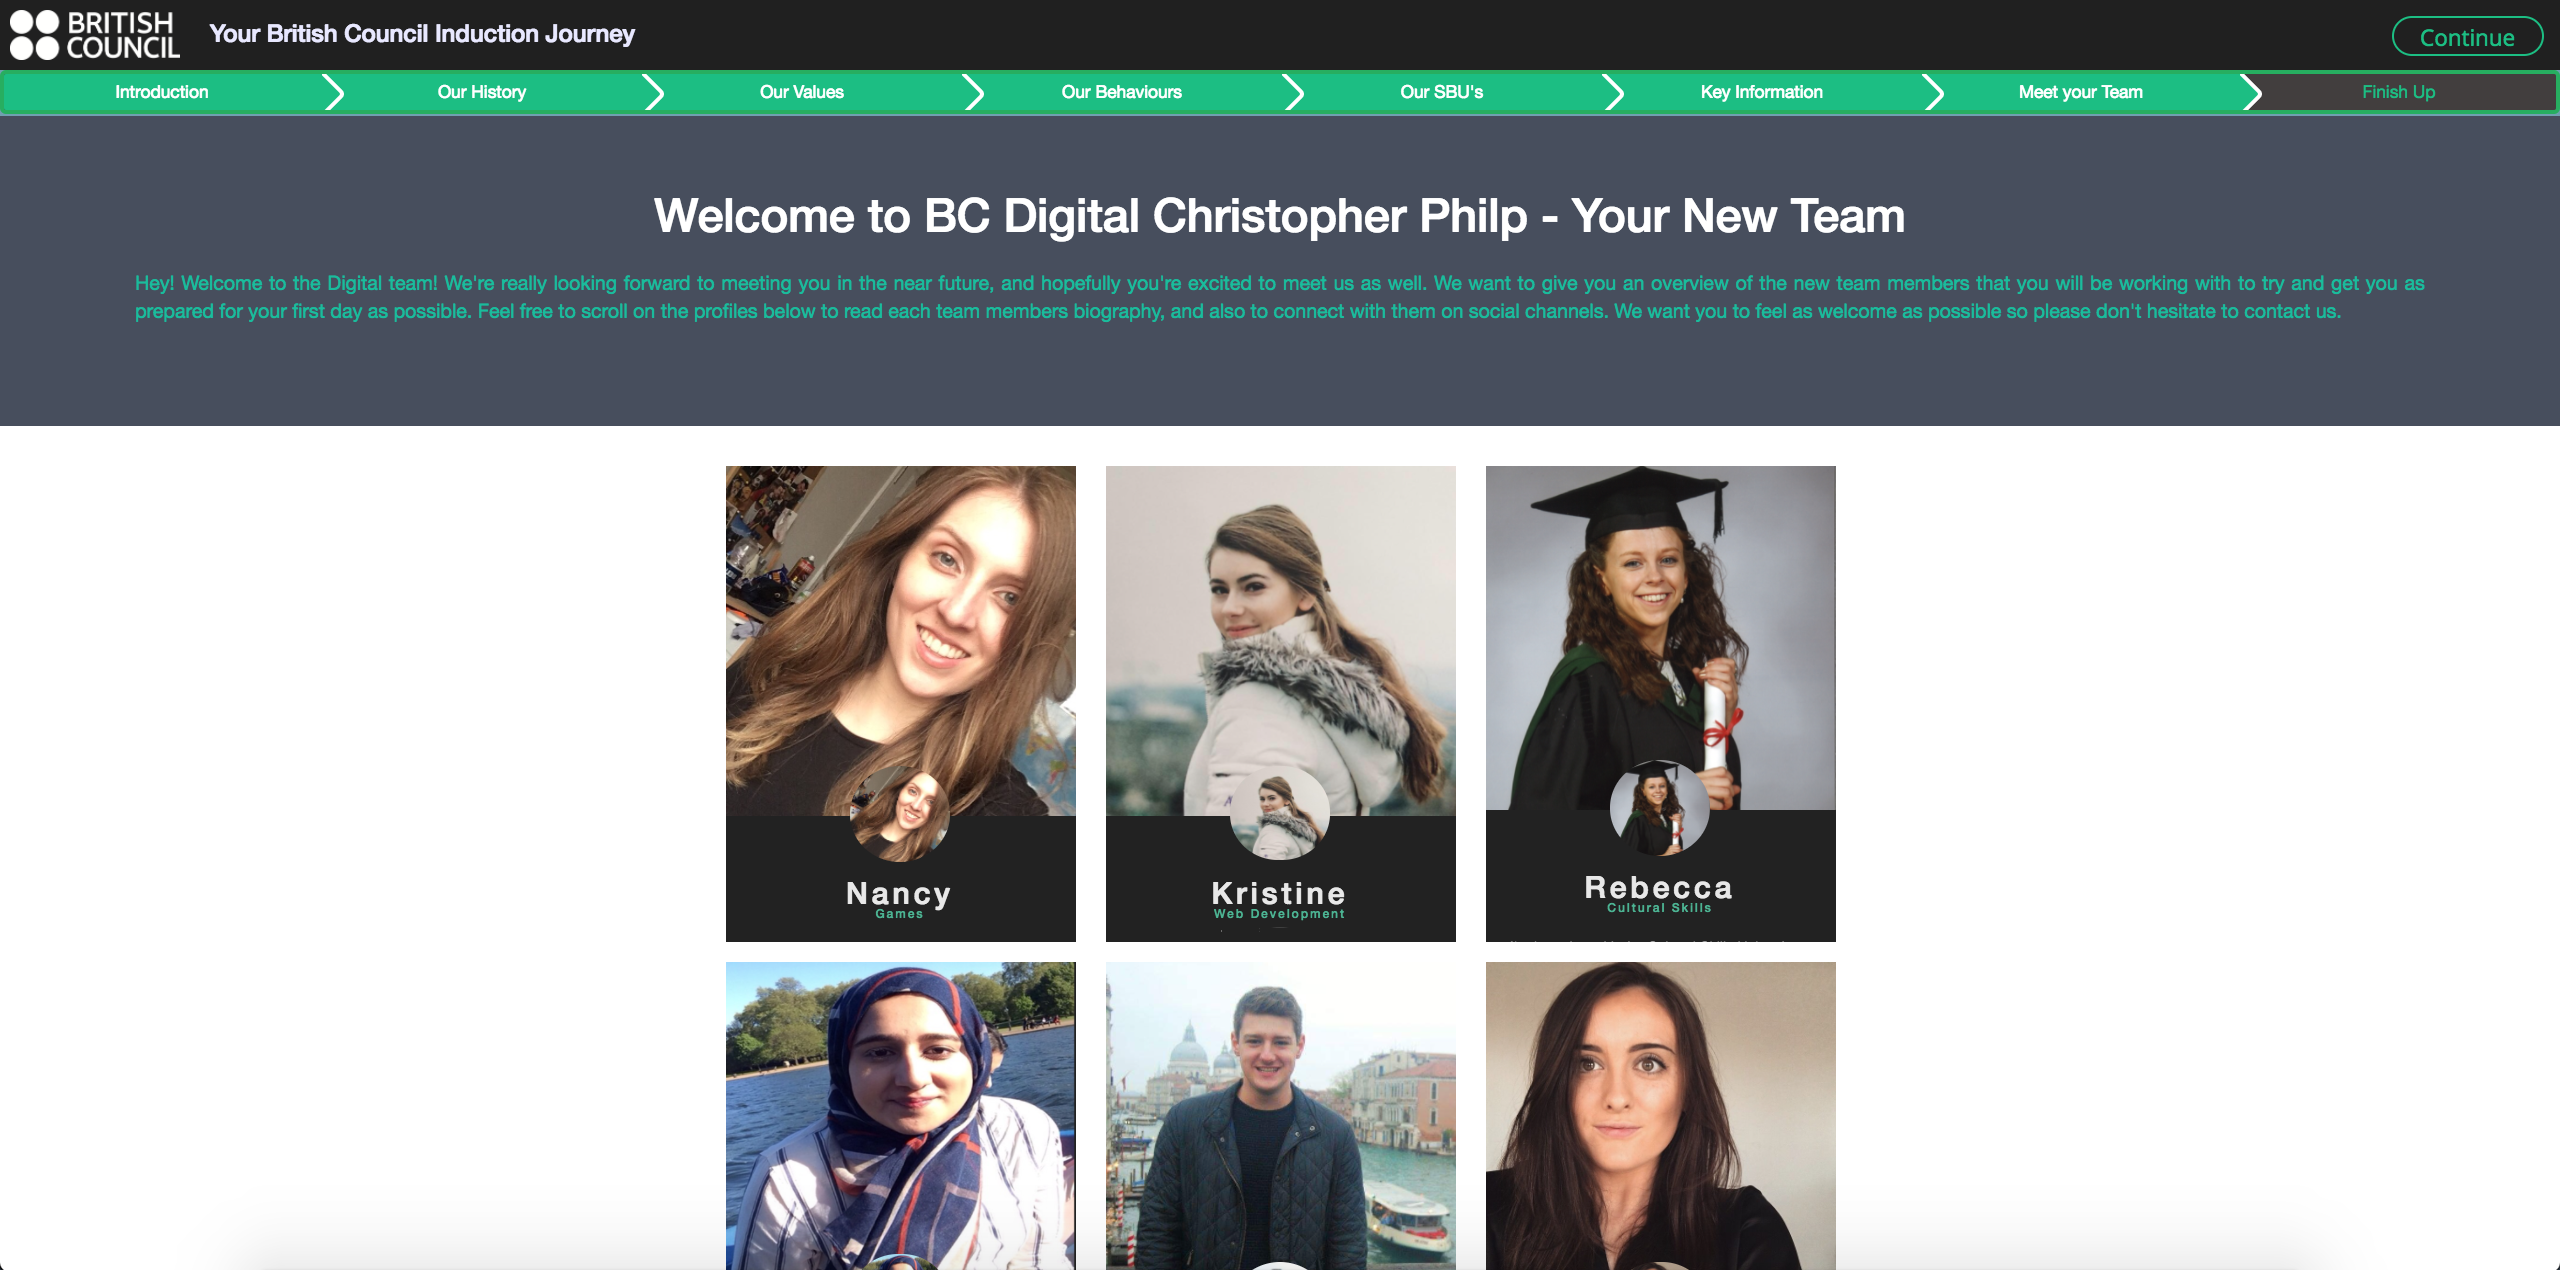 BRITISH
COUNCIL
Your British Council Induction Journey
Continue
Introduction
Our History
Our Values
Our Behaviours
Our SBU's
Key Information
Meet your Team
Finish Up
Welcome to BC Digital Christopher Philp - Your New Team
Hey! Welcome to the Digital team! We're really looking forward to meeting you in the near future, and hopefully you're excited to meet us as well. We want to give you an overview of the new team members that you will be working with to try and get you as
prepared for your first day as possible. Feel free to scroll on the profiles below to read each team members biography, and also to connect with them on social channels. We want you to feel as welcome as possible so please don't hesitate to contact us.
Nancy
Games
Kristine
Web Development
Rebecca
Cultural Skills